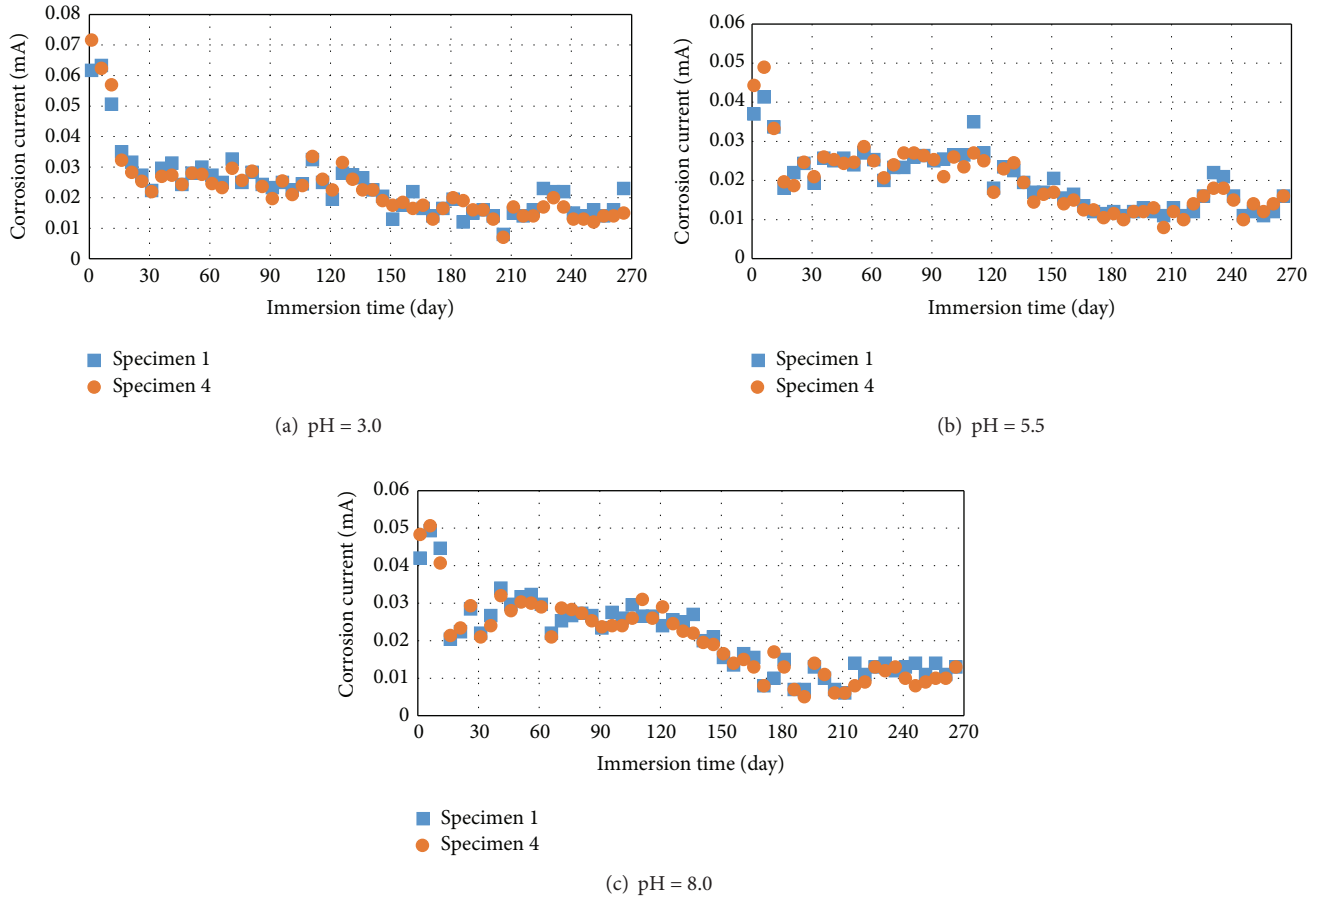 Corrosion current (mA)
0.08
0.07
0.06
0.05
0.04
0.03
0.02
0.01
0
0 30 60 90 120 150 180 210 240 270
Immersion time (day)
Specimen 1
Specimen 4
(a) pH = 3.0
Corrosion current (mA)
0.06
0.05
0.04
0.03
0.02
0.01
0
0 30 60 90 120 150 180 210 240 270
Immersion time (day)
Specimen 1
Specimen 4
(b) pH = 5.5
Corrosion current (mA)
0.06
0.05
0.04
0.03
0.02
0.01
0
0 30 60 90 120 150 180 210 240 270
Immersion time (day)
Specimen 1
Specimen 4
(c) pH = 8.0